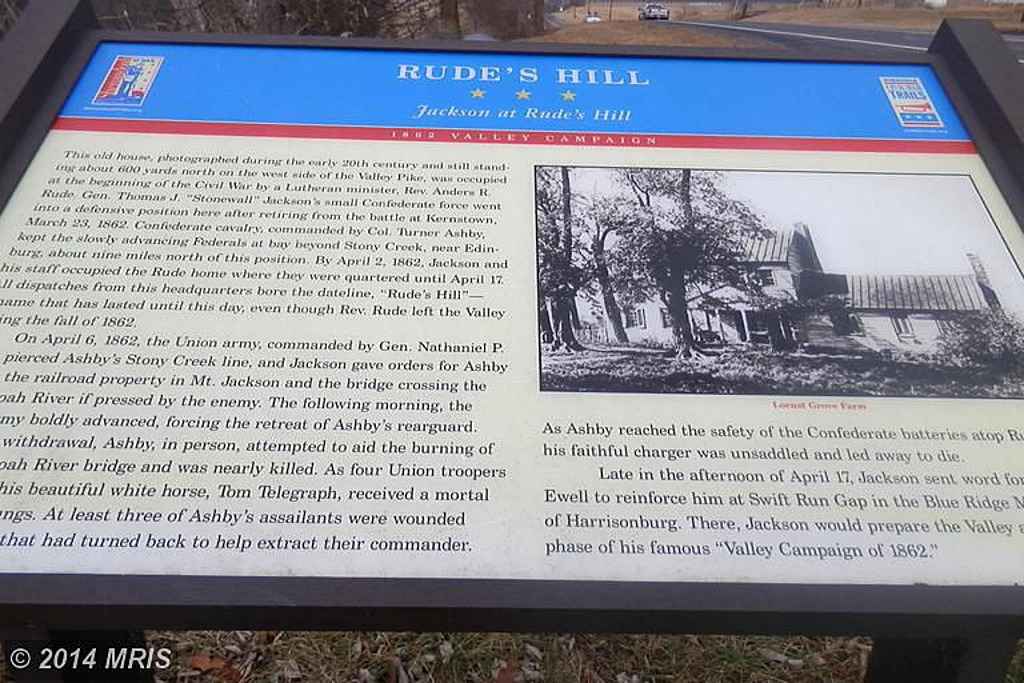 RUDE'S HILL
Jackson at Rude's Hill
1862 VALLEY CAMPAIGN
TRAILS
This old house, photographed during the early 20th century and still stand-
ing about 600 yards north on the west side of the Valley Pike, was occupied
at the beginning of the Civil War by a Lutheran minister, Rev. Anders R.
Rude. Gen. Thomas J. "Stonewall" Jackson's small Confederate force went
into a defensive position here after retiring from the battle at Kernstown,
March 23, 1862. Confederate cavalry, commanded by Col. Turner Ashby,
kept the slowly advancing Federals at bay beyond Stony Creek, near Edin-
burg, about nine miles north of this position. By April 2, 1862, Jackson and
his staff occupied the Rude home where they were quartered until April 17.
ll dispatches from this headquarters bore the dateline, "Rude's Hill"—
ame that has lasted until this day, even though Rev. Rude left the Valley
ing the fall of 1862.
On April 6, 1862, the Union army, commanded by Gen. Nathaniel P.
pierced Ashby's Stony Creek line, and Jackson gave orders for Ashby
the railroad property in Mt. Jackson and the bridge crossing the
oah River if pressed by the enemy. The following morning, the
my boldly advanced, forcing the retreat of Ashby's rearguard.
withdrawal, Ashby, in person, attempted to aid the burning of
oah River bridge and was nearly killed. As four Union troopers
his beautiful white horse, Tom Telegraph, received a mortal
ngs. At least three of Ashby's assailants were wounded
that had turned back to help extract their commander.
Locust Grove Farm
As Ashby reached the safety of the Confederate batteries atop Ru
his faithful charger was unsaddled and led away to die.
Late in the afternoon of April 17, Jackson sent word for
Ewell to reinforce him at Swift Run Gap in the Blue Ridge M
of Harrisonburg. There, Jackson would prepare the Valley a
phase of his famous "Valley Campaign of 1862."
© 2014 MRIS